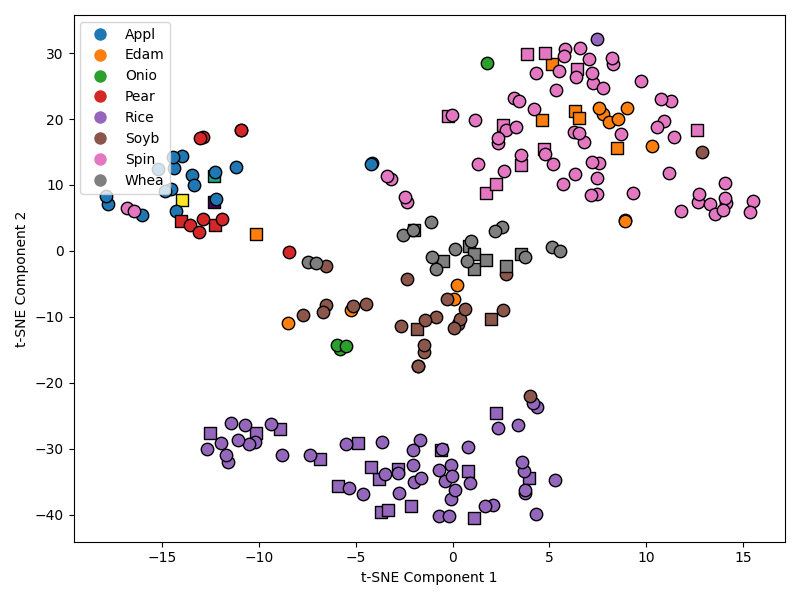 Appl
Edam
Onio
Pear
Rice
Soyb
Spin
Whea
30
20
10
0
−10
−20
−30
−40
t-SNE Component 2
−15 −10 −5 0 5 10 15
t-SNE Component 1